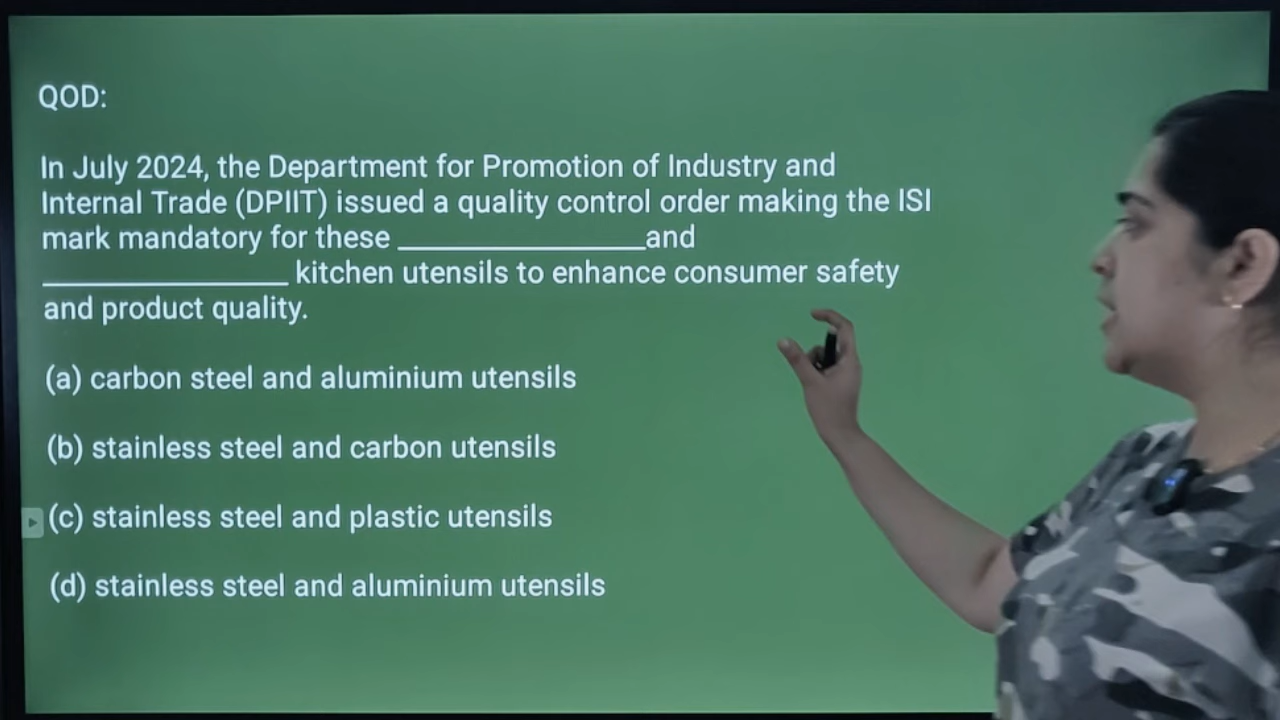 QOD:
In July 2024, the Department for Promotion of Industry and
Internal Trade (DPIIT) issued a quality control order making the ISI
mark mandatory for these _______________and
_______________ kitchen utensils to enhance consumer safety
and product quality.
(a) carbon steel and aluminium utensils
(b) stainless steel and carbon utensils
(c) stainless steel and plastic utensils
(d) stainless steel and aluminium utensils